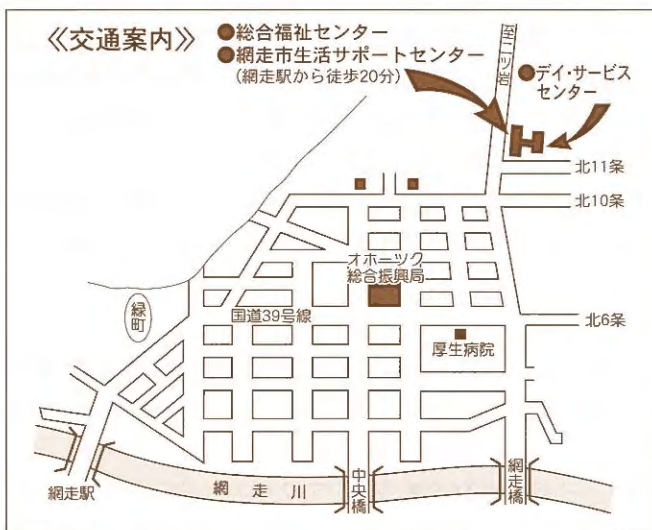 《交通案内》
●総合福祉センター
●網走市生活サポートセンター
(網走駅から徒歩20分)
至二ツ岩
●デイ・サービス
センター
北11条
北10条
オホーツク
総合振興局
国道39号線
緑町
北6条
厚生病院
網走駅
網走川
中央橋
網走橋